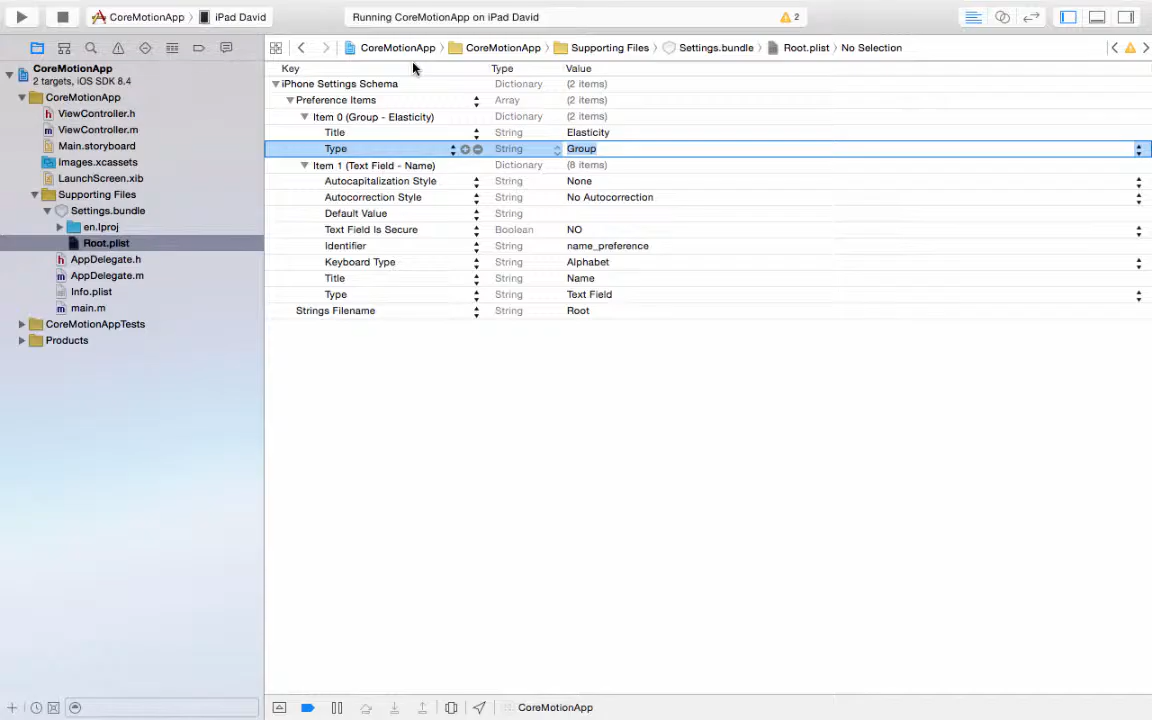 CoreMotionApp 〉 iPad David
Running CoreMotionApp on iPad David
2
CoreMotionApp 〉 CoreMotionApp 〉 Supporting Files 〉 Settings.bundle 〉 Root.plist 〉 No Selection
CoreMotionApp
2 targets, iOS SDK 8.4
CoreMotionApp
ViewController.h
ViewController.m
Main.storyboard
Images.xcassets
LaunchScreen.xib
Supporting Files
Settings.bundle
en.lproj
Root.plist
AppDelegate.h
AppDelegate.m
Info.plist
main.m
CoreMotionAppTests
Products
Key Type Value
iPhone Settings Schema Dictionary (2 items)
Preference Items Array (2 items)
Item 0 (Group - Elasticity) Dictionary (2 items)
Title String Elasticity
Type String Group
Item 1 (Text Field - Name) Dictionary (8 items)
Autocapitalization Style String None
Autocorrection Style String No Autocorrection
Default Value String
Text Field Is Secure Boolean NO
Identifier String name_preference
Keyboard Type String Alphabet
Title String Name
Type String Text Field
Strings Filename String Root
CoreMotionApp